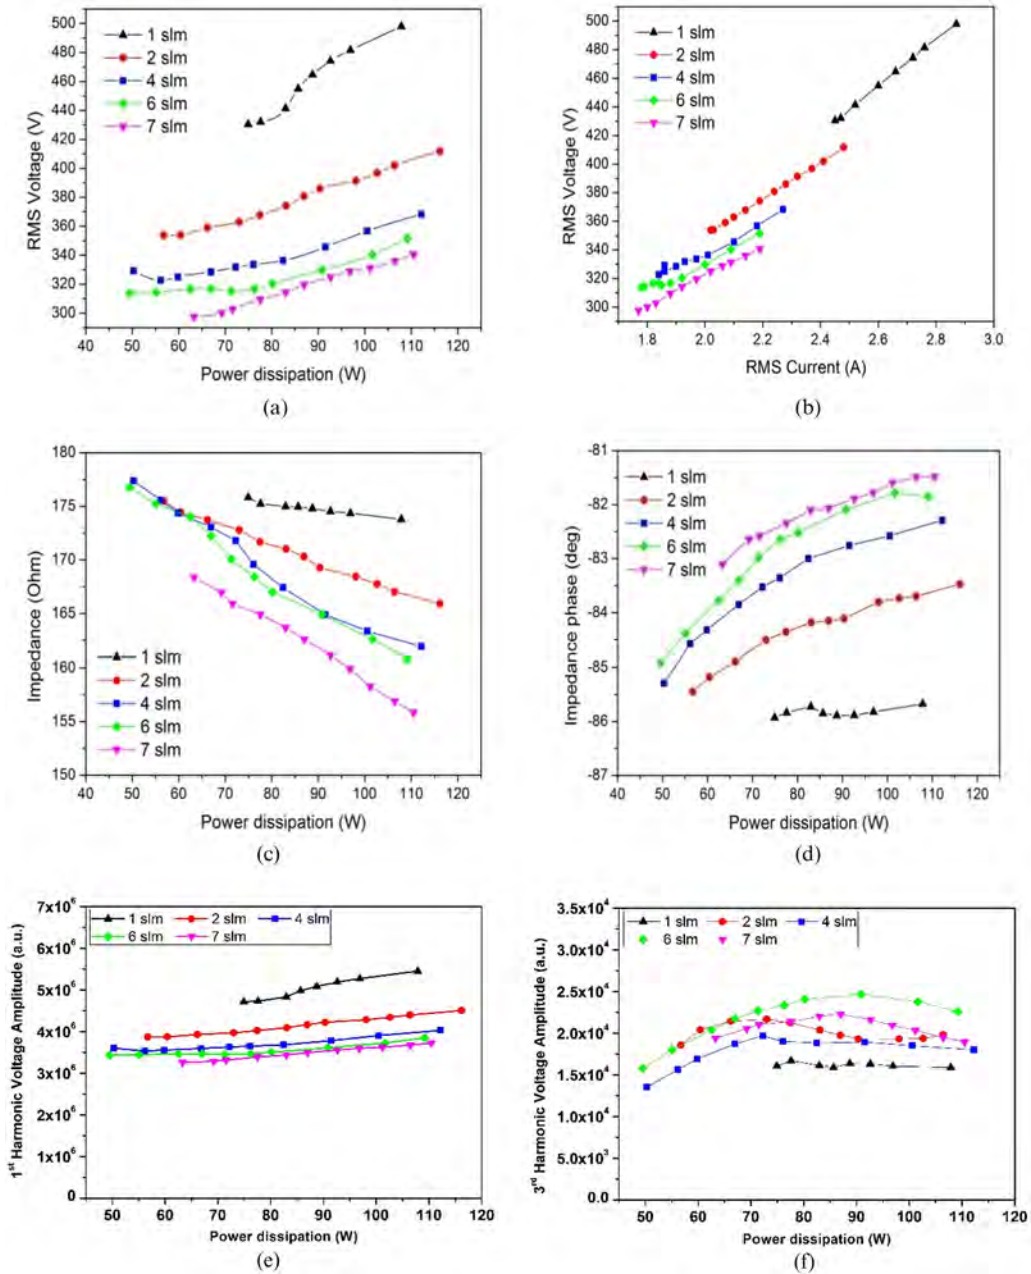 500
480
460
440
420
400
380
360
340
320
300
RMS Voltage (V)
1 slm
2 slm
4 slm
6 slm
7 slm
40 50 60 70 80 90 100 110 120
Power dissipation (W)
(a)
500
480
460
440
420
400
380
360
340
320
300
RMS Voltage (V)
1 slm
2 slm
4 slm
6 slm
7 slm
1.8 2.0 2.2 2.4 2.6 2.8 3.0
RMS Current (A)
(b)
180
175
170
165
160
155
150
Impedance (Ohm)
1 slm
2 slm
4 slm
6 slm
7 slm
40 50 60 70 80 90 100 110 120
Power dissipation (W)
(c)
-81
-82
-83
-84
-85
-86
-87
Impedance phase (deg)
1 slm
2 slm
4 slm
6 slm
7 slm
40 50 60 70 80 90 100 110 120
Power dissipation (W)
(d)
7x10⁶
6x10⁶
5x10⁶
4x10⁶
3x10⁶
2x10⁶
1x10⁶
0
1st Harmonic Voltage Amplitude (a.u.)
1 slm 2 slm 4 slm
6 slm 7 slm
50 60 70 80 90 100 110 120
Power dissipation (W)
(e)
3.5x10⁴
3.0x10⁴
2.5x10⁴
2.0x10⁴
1.5x10⁴
1.0x10⁴
5.0x10³
0.0
3rd Harmonic Voltage Amplitude (a.u.)
1 slm 2 slm 4 slm
6 slm 7 slm
50 60 70 80 90 100 110 120
Power dissipation (W)
(f)